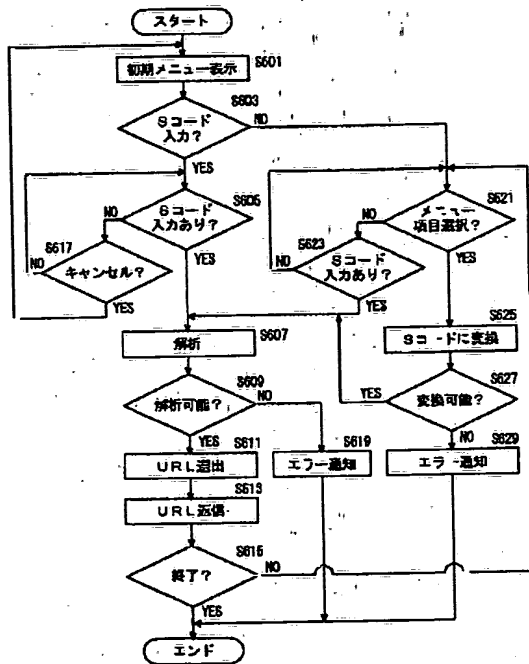 スタート
S601
初期メニュー表示
S603
Sコード
入力?
NO
YES
S605
Sコード
入力あり?
NO
YES
S617
キャンセル?
NO
YES
S621
メニュー
項目選択?
NO
YES
S623
Sコード
入力あり?
NO
YES
S607
解析
S625
Sコードに変換
S609
解析可能?
NO
YES
S627
変換可能?
YES
NO
S611
URL選出
S619
エラー通知
S629
エラー通知
S613
URL返信
S615
終了?
NO
YES
エンド